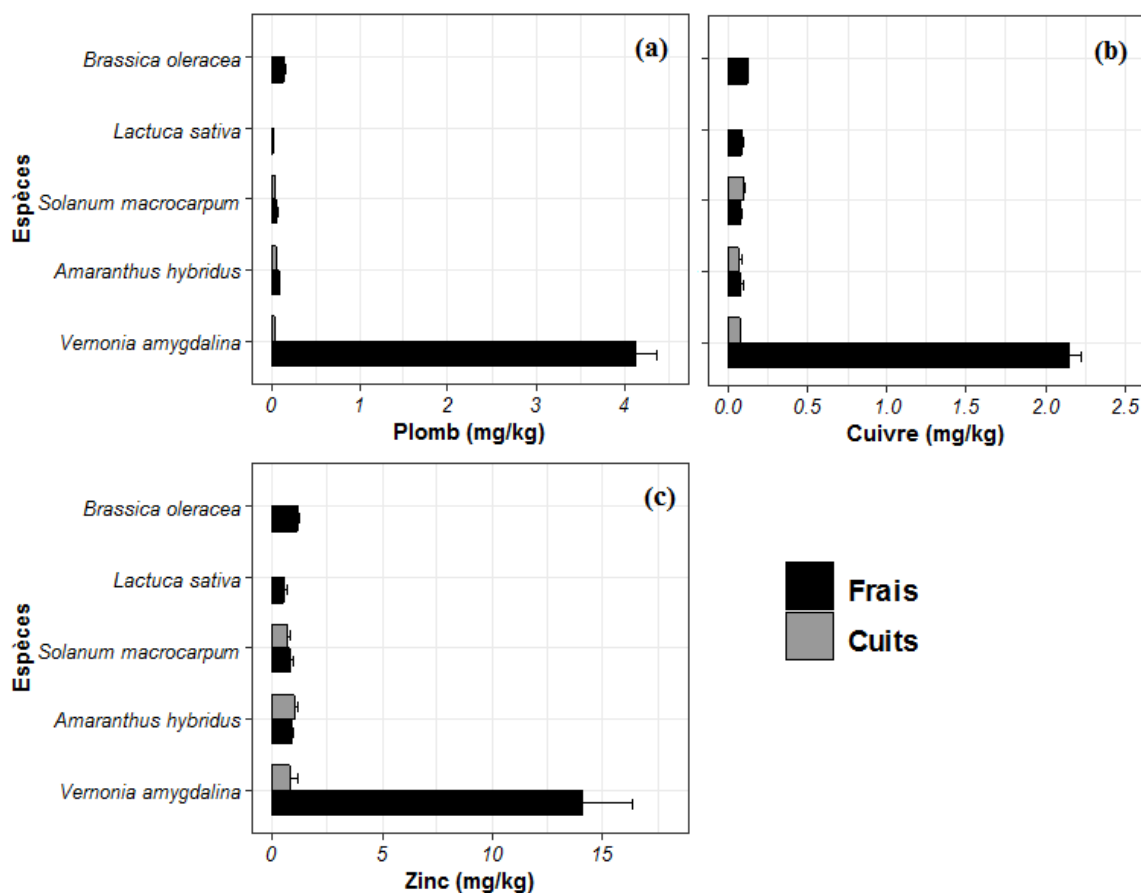 (a)
Espèces
Brassica oleracea
Lactuca sativa
Solanum macrocarpum
Amaranthus hybridus
Vernonia amygdalina
0 1 2 3 4
Plomb (mg/kg)
(b)
0.0 0.5 1.0 1.5 2.0 2.5
Cuivre (mg/kg)
(c)
Espèces
Brassica oleracea
Lactuca sativa
Solanum macrocarpum
Amaranthus hybridus
Vernonia amygdalina
0 5 10 15
Zinc (mg/kg)
Frais
Cuits